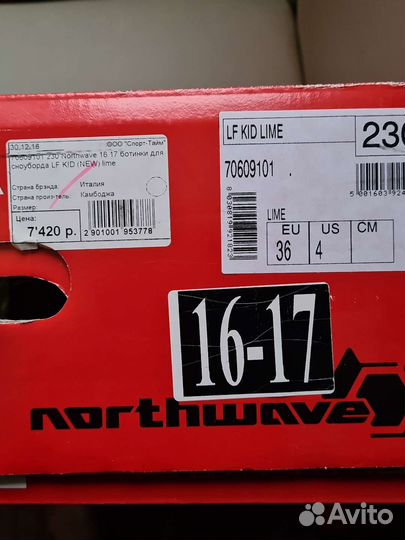 30.12.16 ООО "Спорт-Тайм"
70609101 230 Northwave 16 17 ботинки для
сноуборда LF KID (NEW) lime
Страна брэнда: Италия
Страна произ-тель: Камбоджа
Размер:
Цена:
7'420 р.
2 901001 953778
LF KID LIME
230
70609101
LIME
EU US CM
36 4
16-17
northwave
Avito